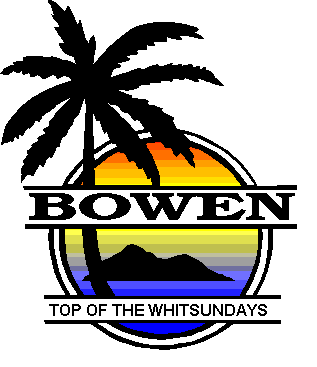 BOWEN
TOP OF THE WHITSUNDAYS